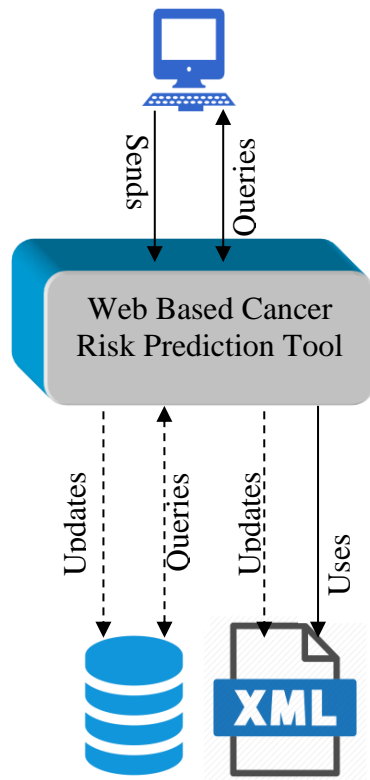 Sends
Queries
Web Based Cancer
Risk Prediction Tool
Updates
Queries
Updates
Uses
XML